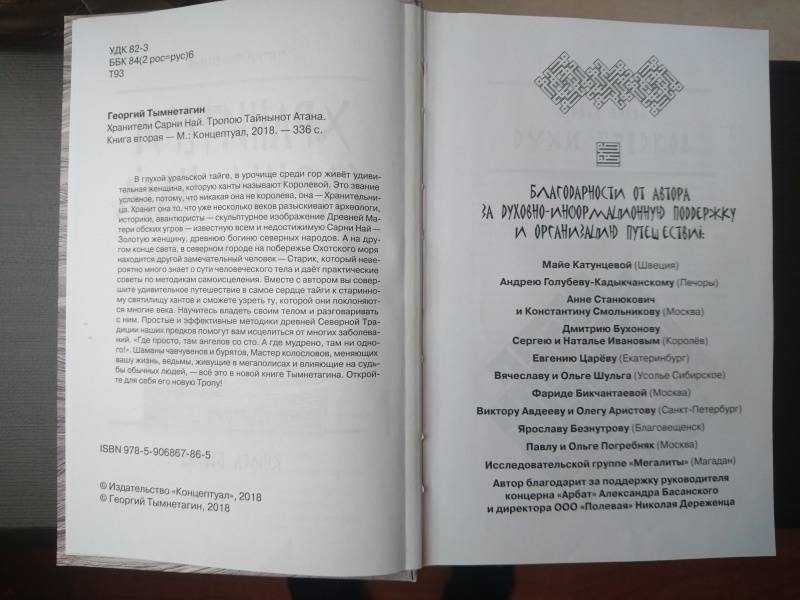 УДК 82-3
ББК 84(2 рос=рус)6
Т93
Георгий Тымнетагин
Хранители Сарни Най. Тропою Тайнынот Атана.
Книга вторая — М.: Концептуал, 2018. — 336 с.
В глухой уральской тайге, в урочище среди гор живёт удиви-
тельная женщина, которую ханты называют Королевой. Это звание
условное, потому, что никакая она не королева, она — Хранительни-
ца. Хранит она то, что уже несколько веков разыскивают археологи,
историки, авантюристы — скульптурное изображение Древней Ма-
тери обских угров — известную всем и недостижимую Сарни Най —
Золотую женщину, древнюю богиню северных народов. А на дру-
гом конце света, в северном городе на побережье Охотского моря
находится другой замечательный человек — Старик, который неве-
роятно много знает о сути человеческого тела и даёт практические
советы по методикам самоисцеления. Вместе с автором вы совер-
шите удивительное путешествие в самое сердце тайги к старинно-
му святилищу хантов и сможете узреть ту, которой они поклоняют-
ся многие века. Научитесь владеть своим телом и разговаривать
с ним. Простые и эффективные методики древней Северной Тра-
диции наших предков помогут вам исцелиться от многих заболева-
ний. «Где просто, там ангелов со сто. А где мудрено, там ни одно-
го!». Шаманы чавчувенов и бурятов, Мастер колословов, меняющих
вашу жизнь, ведьмы, живущие в мегаполисах и влияющие на судь-
бы обычных людей, — всё это в новой книге Тымнетагина. Открой-
те для себя его новую Тропу!
ISBN 978-5-906867-86-5
© Издательство «Концептуал», 2018
© Георгий Тымнетагин, 2018
БЛАГОДАРНОСТИ ОТ АВТОРА
ЗА ДУХОВНО-ИНФОРМАЦИОННУЮ ПОДДЕРЖКУ
И ОРГАНИЗАЦИЮ ПУТЕШЕСТВИЙ:
Майе Катунцевой (Швеция)
Андрею Голубеву-Кадыкчанскому (Печоры)
Анне Станюкович
и Константину Смольникову (Москва)
Дмитрию Бухонову
Сергею и Наталье Ивановым (Королёв)
Евгению Царёву (Екатеринбург)
Вячеславу и Ольге Шульга (Усолье Сибирское)
Фариде Бикчантаевой (Москва)
Виктору Авдееву и Олегу Аристову (Санкт-Петербург)
Ярославу Безнутрову (Благовещенск)
Павлу и Ольге Погребняк (Москва)
Исследовательской группе «Мегалиты» (Магадан)
Автор благодарит за поддержку руководителя
концерна «Арбат» Александра Басанского
и директора ООО «Полевая» Николая Дереженца